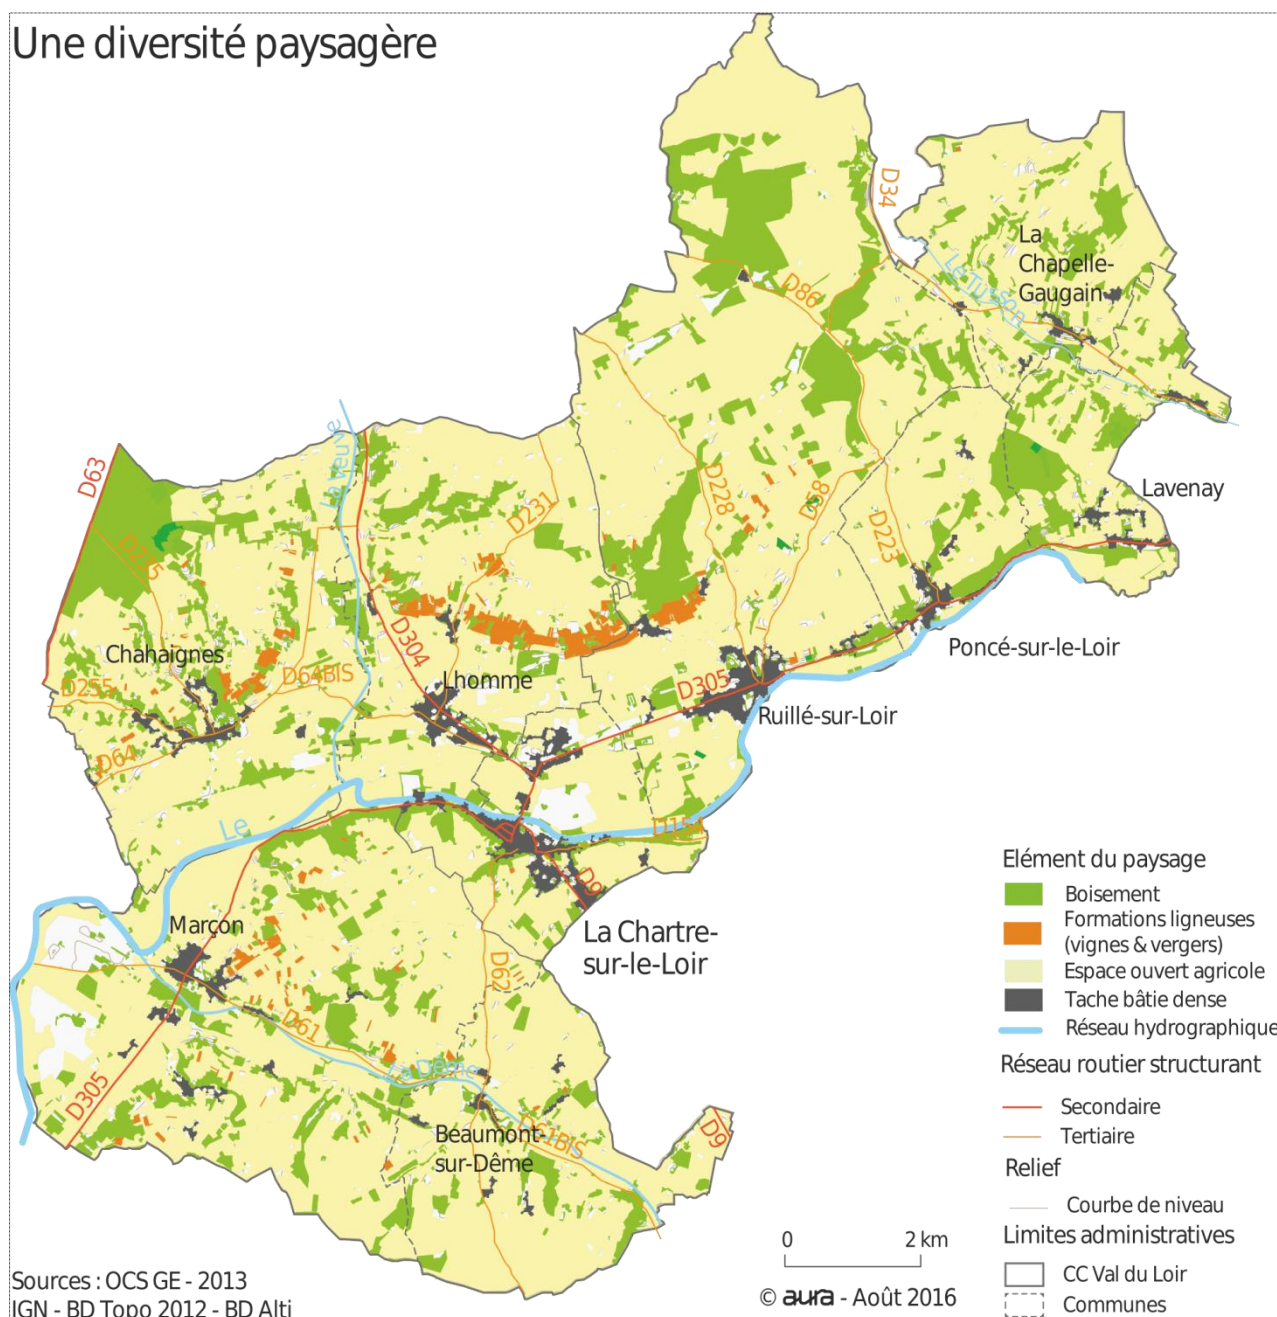 Une diversité paysagère
D34
La
Chapelle-
Gaugain
Le Tusson
D86
La Veuve
D63
D228
D58
D231
D223
Lavenay
D225
D304
Chahaignes
D255
D64BIS
Lhomme
D305
Poncé-sur-le-Loir
Ruillé-sur-Loir
D64
Le
D154
D9
Marçon
La Chartre-
sur-le-Loir
D62
D61
La Dême
D305
Beaumont-
sur-Dême
D61BIS
D9
Elément du paysage
Boisement
Formations ligneuses
(vignes & vergers)
Espace ouvert agricole
Tache bâtie dense
Réseau hydrographique
Réseau routier structurant
Secondaire
Tertiaire
Relief
Courbe de niveau
Limites administratives
CC Val du Loir
Communes
0 2 km
© aura - Août 2016
Sources : OCS GE - 2013
IGN - BD Topo 2012 - BD Alti